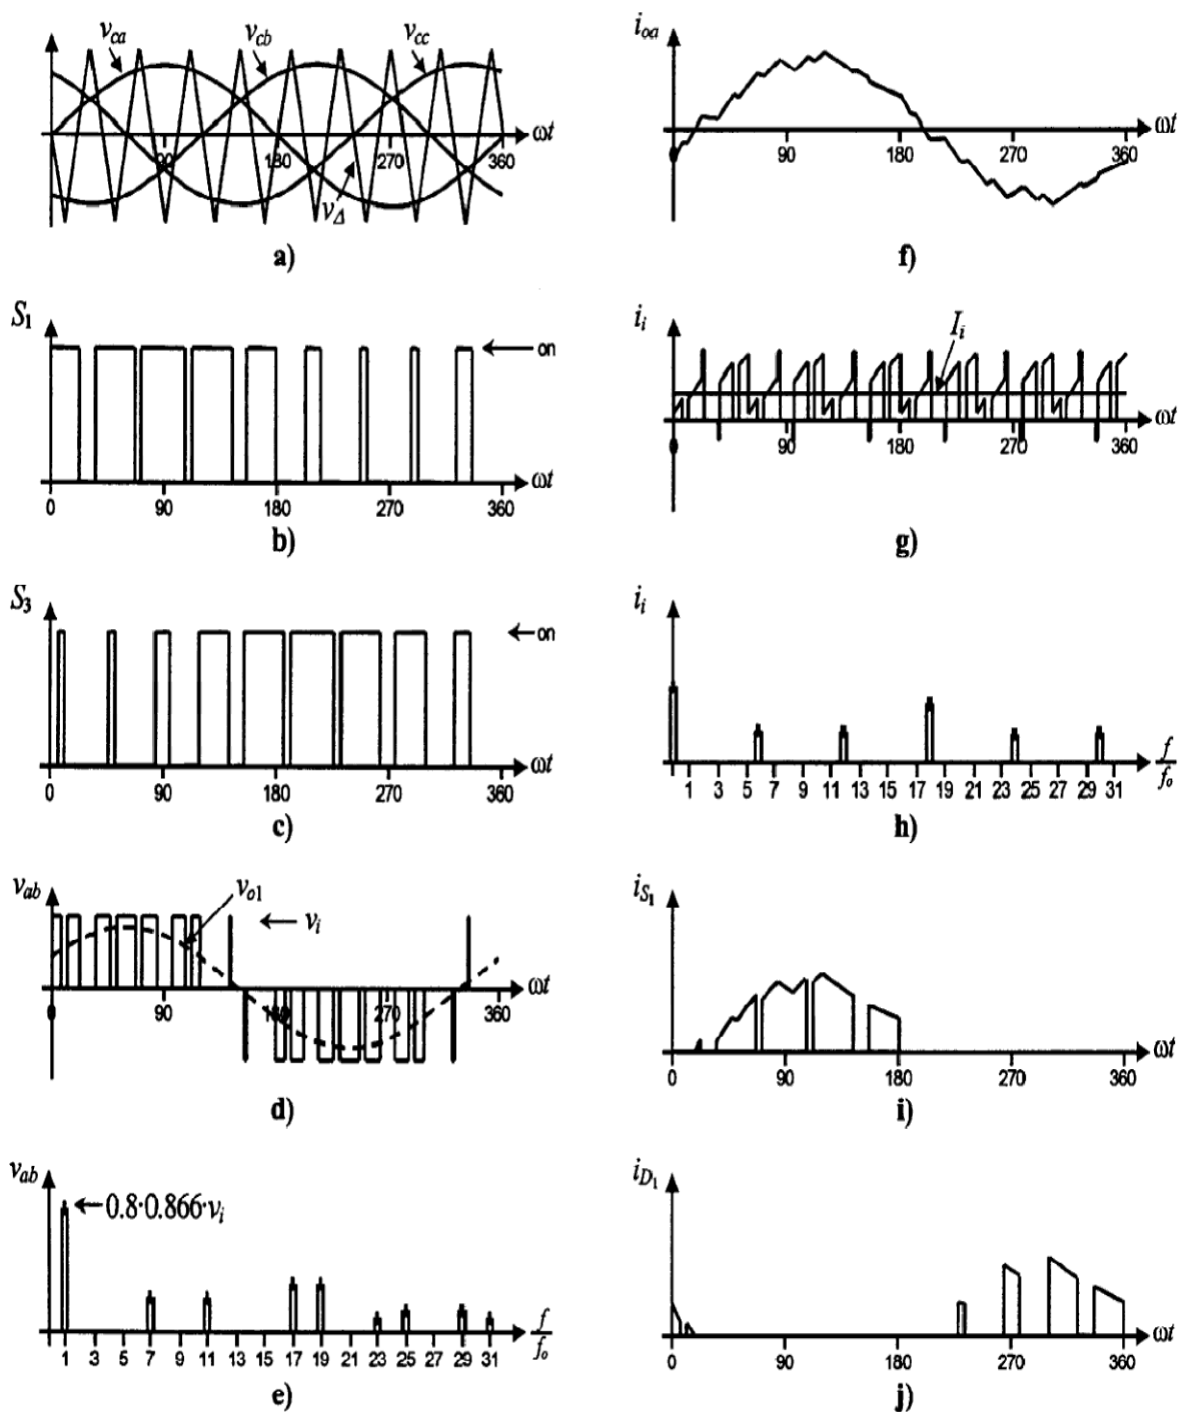 v_ca v_cb v_cc
ωt
90 180 270 360
v_Δ
a)
S_1
on
ωt
0 90 180 270 360
b)
S_3
on
ωt
0 90 180 270 360
c)
v_ab
v_o1
v_i
ωt
0 90 180 270 360
d)
v_ab
0.8·0.866·v_i
f/f_o
1 3 5 7 9 11 13 15 17 19 21 23 25 27 29 31
e)
i_oa
ωt
0 90 180 270 360
f)
i_i
I_i
ωt
0 90 180 270 360
g)
i_i
f/f_o
1 3 5 7 9 11 13 15 17 19 21 23 25 27 29 31
h)
i_S1
ωt
0 90 180 270 360
i)
i_D1
ωt
0 90 180 270 360
j)